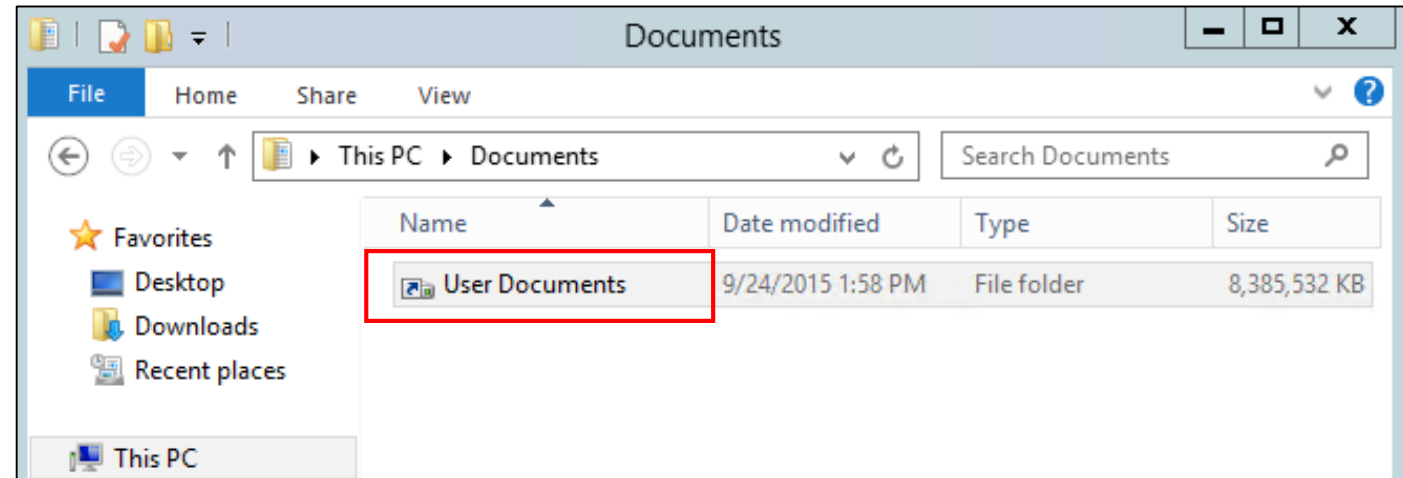 Documents
File Home Share View
This PC Documents
Search Documents
Favorites
Desktop
Downloads
Recent places
This PC
Name Date modified Type Size
User Documents 9/24/2015 1:58 PM File folder 8,385,532 KB